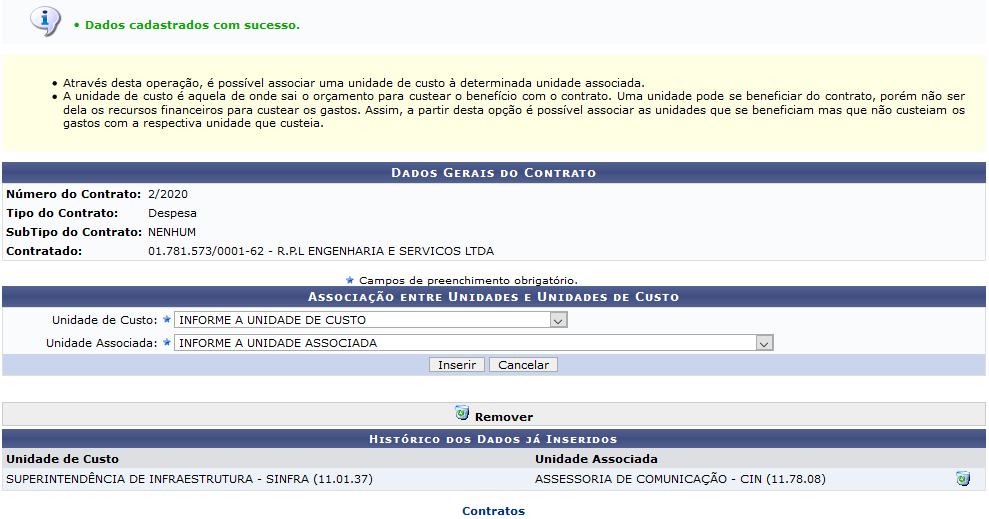 • Dados cadastrados com sucesso.
• Através desta operação, é possível associar uma unidade de custo à determinada unidade associada.
• A unidade de custo é aquela de onde sai o orçamento para custear o benefício com o contrato. Uma unidade pode se beneficiar do contrato, porém não ser
dela os recursos financeiros para custear os gastos. Assim, a partir desta opção é possível associar as unidades que se beneficiam mas que não custeiam os
gastos com a respectiva unidade que custeia.
Dados Gerais do Contrato
Número do Contrato: 2/2020
Tipo do Contrato: Despesa
SubTipo do Contrato: NENHUM
Contratado: 01.781.573/0001-62 - R.P.L ENGENHARIA E SERVICOS LTDA
Campos de preenchimento obrigatório.
Associação entre Unidades e Unidades de Custo
Unidade de Custo: INFORME A UNIDADE DE CUSTO
Unidade Associada: INFORME A UNIDADE ASSOCIADA
Inserir Cancelar
Remover
Histórico dos Dados já Inseridos
Unidade de Custo Unidade Associada
SUPERINTENDÊNCIA DE INFRAESTRUTURA - SINFRA (11.01.37) ASSESSORIA DE COMUNICAÇÃO - CIN (11.78.08)
Contratos